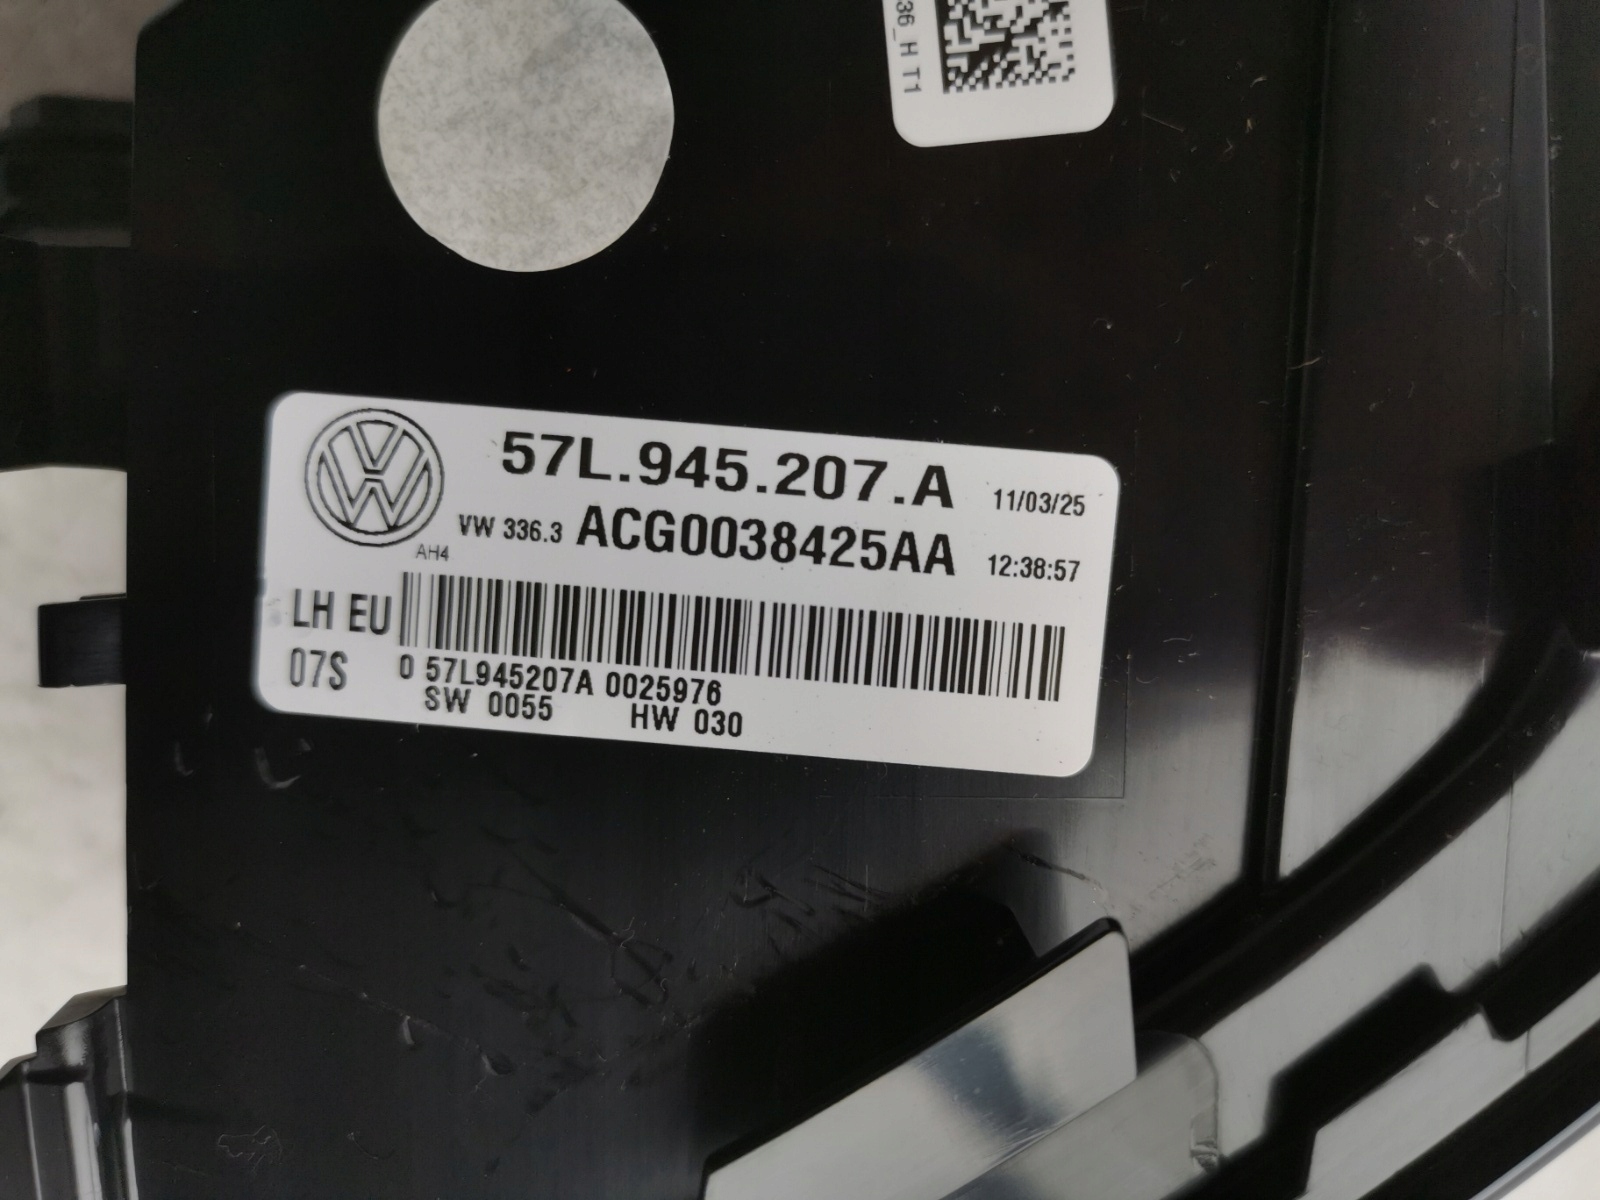 36_H T1
57L.945.207.A 11/03/25
VW 336.3 ACG0038425AA 12:38:57
AH4
LH EU
07S 0 57L945207A 0025976
SW 0055 HW 030